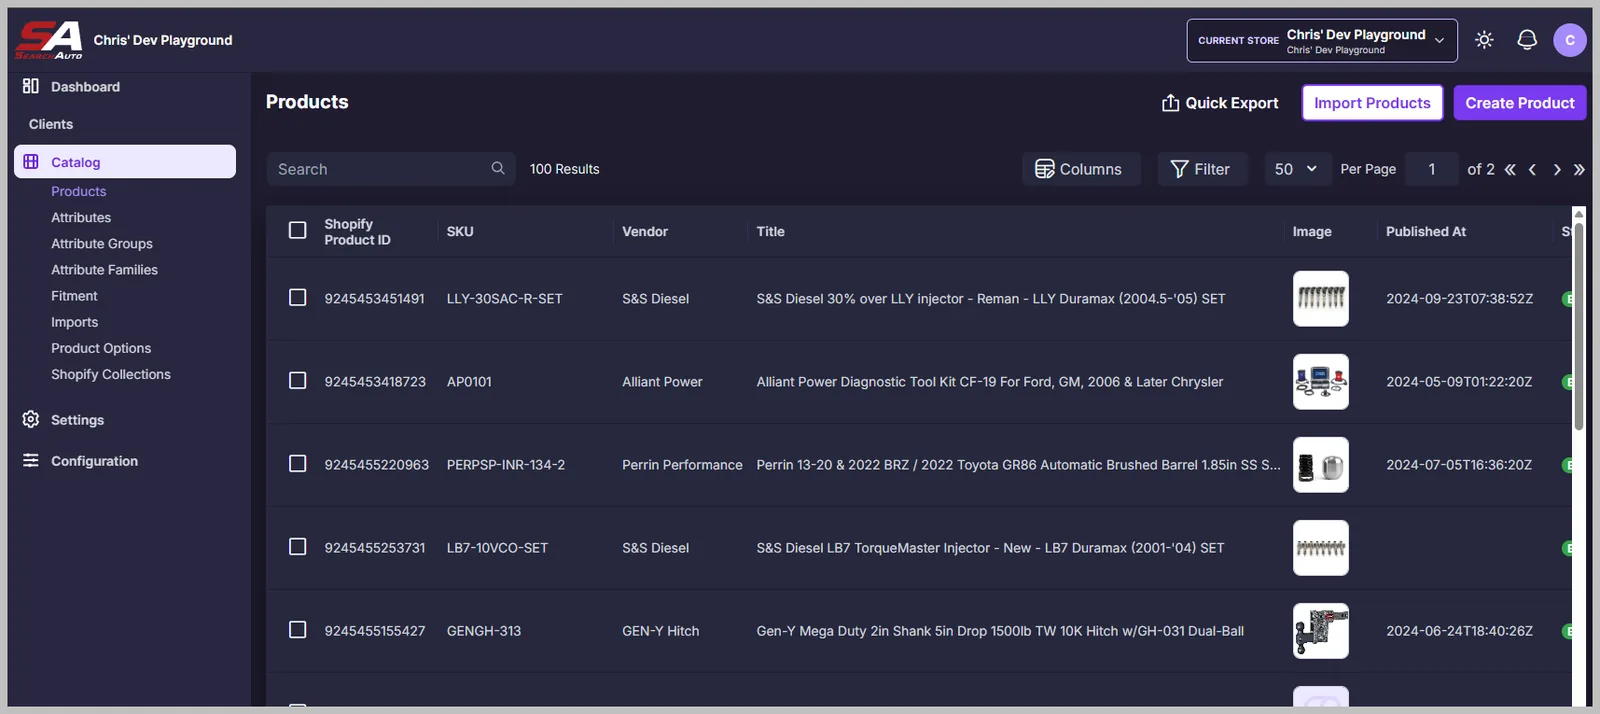 SA
SEARCHAUTO
Chris' Dev Playground
CURRENT STORE
Chris' Dev Playground
Chris' Dev Playground
C
Dashboard
Clients
Catalog
Products
Attributes
Attribute Groups
Attribute Families
Fitment
Imports
Product Options
Shopify Collections
Settings
Configuration
Products
Quick Export
Import Products
Create Product
Search
100 Results
Columns
Filter
50
Per Page
1
of 2
Shopify Product ID SKU Vendor Title Image Published At
9245453451491 LLY-30SAC-R-SET S&S Diesel S&S Diesel 30% over LLY injector - Reman - LLY Duramax (2004.5-'05) SET 2024-09-23T07:38:52Z
9245453418723 AP0101 Alliant Power Alliant Power Diagnostic Tool Kit CF-19 For Ford, GM, 2006 & Later Chrysler 2024-05-09T01:22:20Z
9245455220963 PERPSP-INR-134-2 Perrin Performance Perrin 13-20 & 2022 BRZ / 2022 Toyota GR86 Automatic Brushed Barrel 1.85in SS S... 2024-07-05T16:36:20Z
9245455253731 LB7-10VCO-SET S&S Diesel S&S Diesel LB7 TorqueMaster Injector - New - LB7 Duramax (2001-'04) SET
9245455155427 GENGH-313 GEN-Y Hitch Gen-Y Mega Duty 2in Shank 5in Drop 1500lb TW 10K Hitch w/GH-031 Dual-Ball 2024-06-24T18:40:26Z